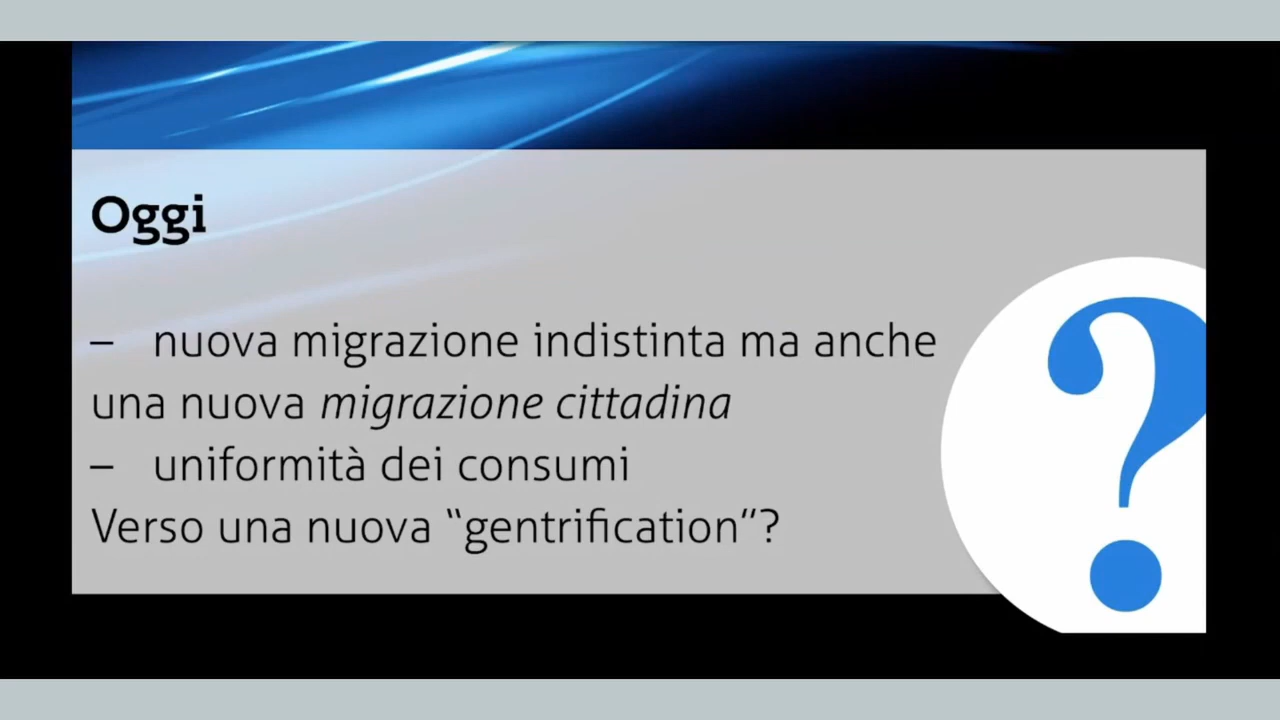 Oggi
– nuova migrazione indistinta ma anche
una nuova migrazione cittadina
– uniformità dei consumi
Verso una nuova “gentrification”?
?